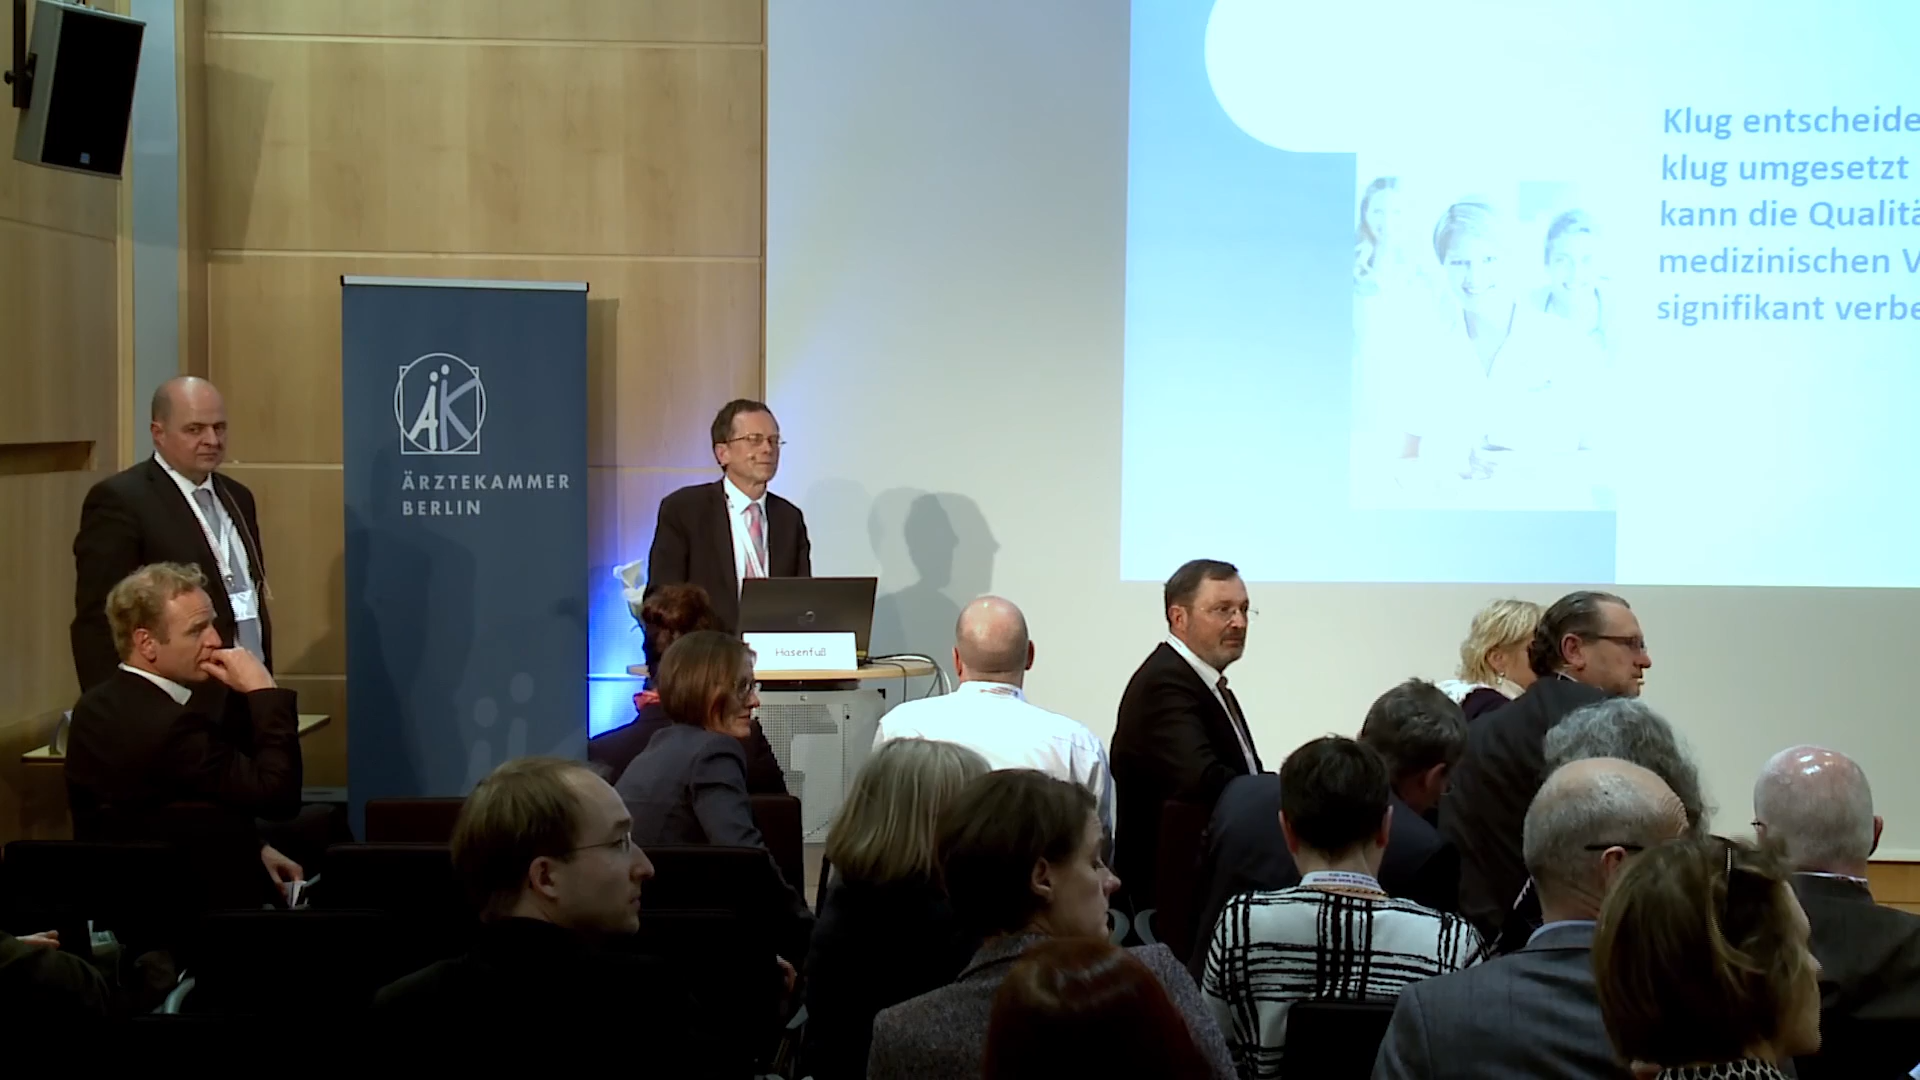 ÄK
ÄRZTEKAMMER
BERLIN
Hasenfuß
Klug entscheide
klug umgesetzt
kann die Qualitä
medizinischen V
signifikant verbe